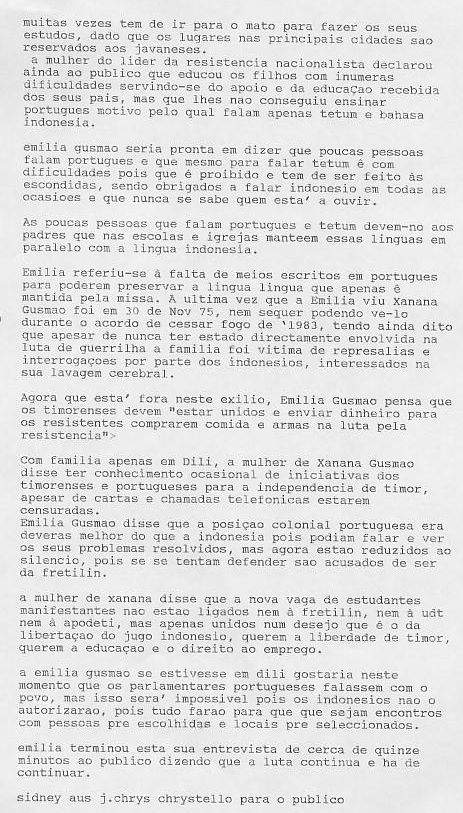 muitas vezes tem de ir para o mato para fazer os seus
estudos, dado que os lugares nas principais cidades sao
reservados aos javaneses.
a mulher do lider da resistencia nacionalista declarou
ainda ao publico que educou os filhos com inumeras
dificuldades servindo-se do apoio e da educaçao recebida
dos seus pais, mas que lhes nao conseguiu ensinar
portugues motivo pelo qual falam apenas tetum e bahasa
indonesia.

emilia gusmao seria pronta em dizer que poucas pessoas
falam portugues e que mesmo para falar tetum é com
dificuldades pois que é proibido e tem de ser feito às
escondidas, sendo obrigados a falar indonesio em todas as
ocasioes e que nunca se sabe quem esta' a ouvir.

As poucas pessoas que falam portugues e tetum devem-no aos
padres que nas escolas e igrejas manteem essas linguas em
paralelo com a lingua indonesia.

Emilia referiu-se à falta de meios escritos em portugues
para poderem preservar a lingua lingua que apenas é
mantida pela missa. A ultima vez que a Emilia viu Xanana
Gusmao foi em 30 de Nov 75, nem sequer podendo ve-lo
durante o acordo de cessar fogo de '1983, tendo ainda dito
que apesar de nunca ter estado directamente envolvida na
luta de guerrilha a familia foi vitima de represalias e
interrogaçoes por parte dos indonesios, interessados na
sua lavagem cerebral.

Agora que esta' fora neste exilio, Emilia Gusmao pensa que
os timorenses devem "estar unidos e enviar dinheiro para
os resistentes comprarem comida e armas na luta pela
resistencia">

Com familia apenas em Dili, a mulher de Xanana Gusmao
disse ter conhecimento ocasional de iniciativas dos
timorenses e portugueses para a independencia de timor,
apesar de cartas e chamadas telefonicas estarem
censuradas.
Emilia Gusmao disse que a posiçao colonial portuguesa era
deveras melhor do que a indonesia pois podiam falar e ver
os seus problemas resolvidos, mas agora estao reduzidos ao
silencio, pois se se tentam defender sao acusados de ser
da fretilin.

a mulher de xanana disse que a nova vaga de estudantes
manifestantes nao estao ligados nem à fretilin, nem à udt
nem à apodeti, mas apenas unidos num desejo que é o da
libertaçao do jugo indonesio, querem a liberdade de timor,
querem a educaçao e o direito ao emprego.

a emilia gusmao se estivesse em dili gostaria neste
momento que os parlamentares portugueses falassem com o
povo, mas isso sera' impossivel pois os indonesios nao o
autorizarao, pois tudo farao para que que sejam encontros
com pessoas pre escolhidas e locais pre seleccionados.

emilia terminou esta sua entrevista de cerca de quinze
minutos ao publico dizendo que a luta continua e ha de
continuar.

sidney aus j.chrys chrystello para o publico